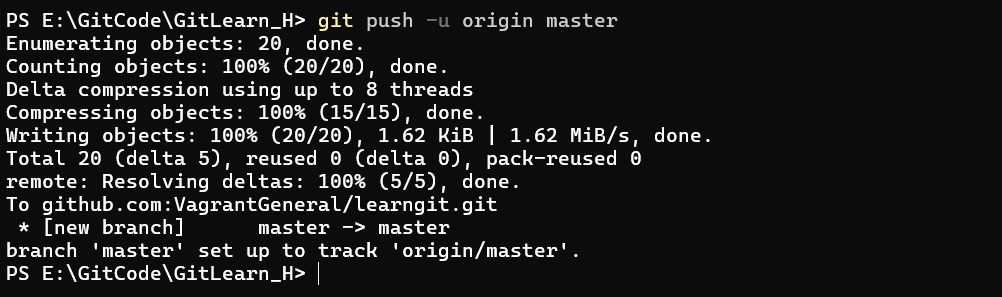 PS E:\GitCode\GitLearn_H> git push -u origin master
Enumerating objects: 20, done.
Counting objects: 100% (20/20), done.
Delta compression using up to 8 threads
Compressing objects: 100% (15/15), done.
Writing objects: 100% (20/20), 1.62 KiB | 1.62 MiB/s, done.
Total 20 (delta 5), reused 0 (delta 0), pack-reused 0
remote: Resolving deltas: 100% (5/5), done.
To github.com:VagrantGeneral/learngit.git
 * [new branch]      master -> master
branch 'master' set up to track 'origin/master'.
PS E:\GitCode\GitLearn_H>